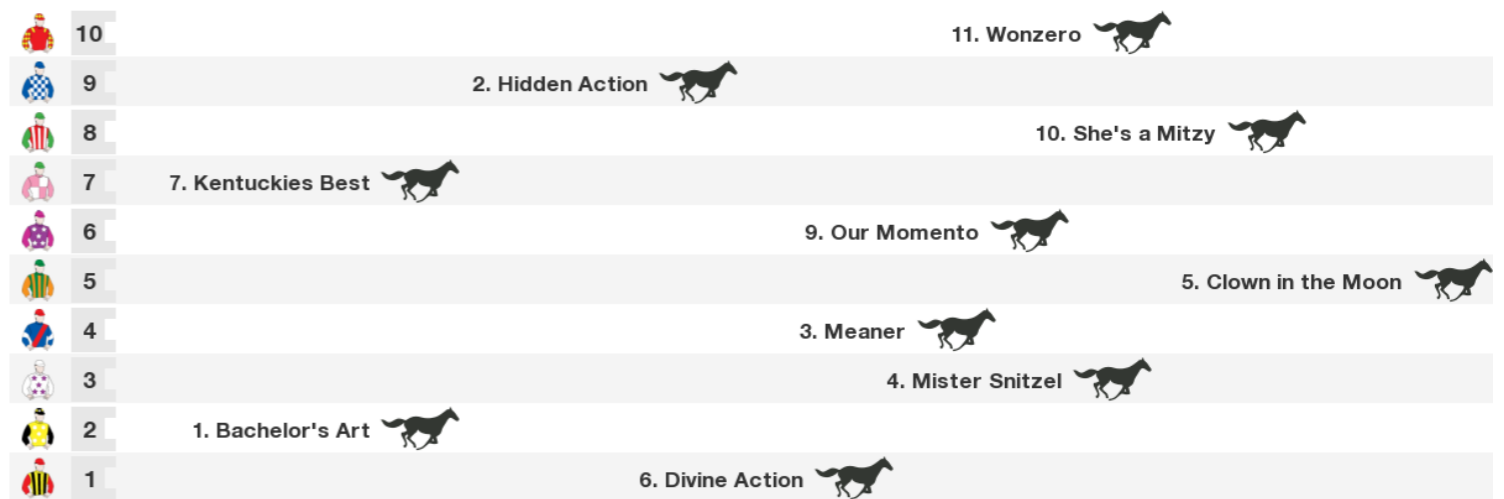 10 11. Wonzero
9 2. Hidden Action
8 10. She's a Mitzy
7 7. Kentuckies Best
6 9. Our Momento
5 5. Clown in the Moon
4 3. Meaner
3 4. Mister Snitzel
2 1. Bachelor's Art
1 6. Divine Action